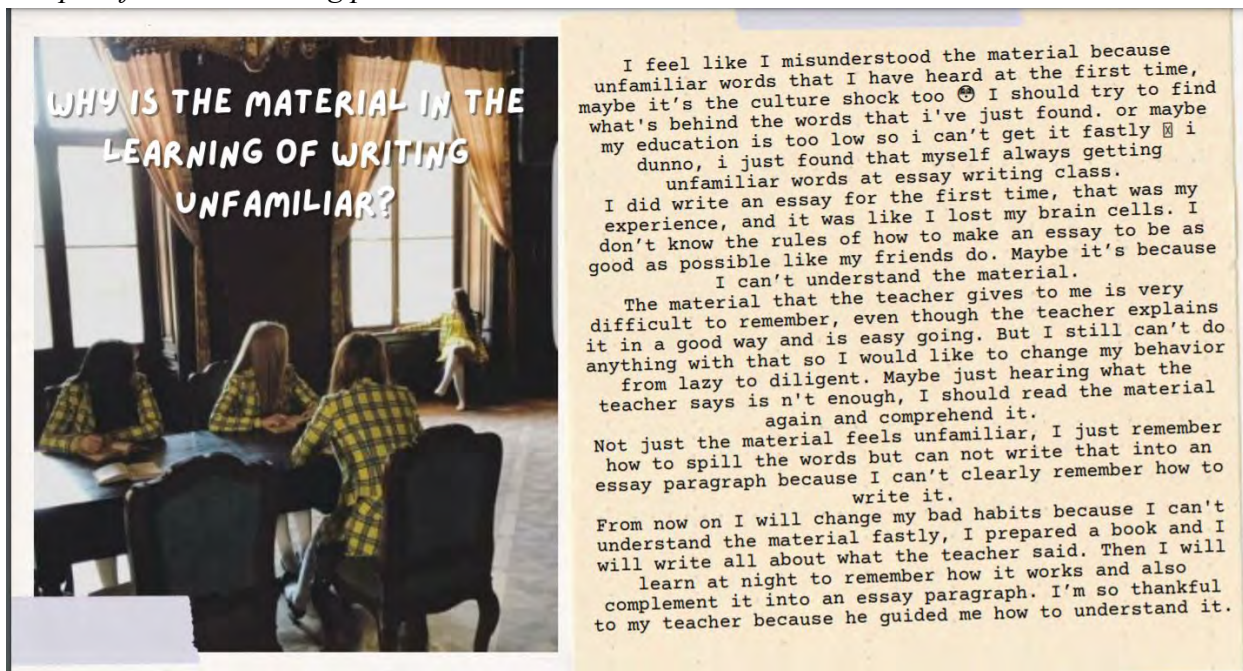 WHY IS THE MATERIAL IN THE
LEARNING OF WRITING
UNFAMILIAR?
I feel like I misunderstood the material because
unfamiliar words that I have heard at the first time,
maybe it's the culture shock too 😳 I should try to find
what's behind the words that i've just found. or maybe
my education is too low so i can't get it fastly i
dunno, i just found that myself always getting
unfamiliar words at essay writing class.
I did write an essay for the first time, that was my
experience, and it was like I lost my brain cells. I
don't know the rules of how to make an essay to be as
good as possible like my friends do. Maybe it's because
I can't understand the material.
The material that the teacher gives to me is very
difficult to remember, even though the teacher explains
it in a good way and is easy going. But I still can't do
anything with that so I would like to change my behavior
from lazy to diligent. Maybe just hearing what the
teacher says is n't enough, I should read the material
again and comprehend it.
Not just the material feels unfamiliar, I just remember
how to spill the words but can not write that into an
essay paragraph because I can't clearly remember how to
write it.
From now on I will change my bad habits because I can't
understand the material fastly, I prepared a book and I
will write all about what the teacher said. Then I will
learn at night to remember how it works and also
complement it into an essay paragraph. I'm so thankful
to my teacher because he guided me how to understand it.